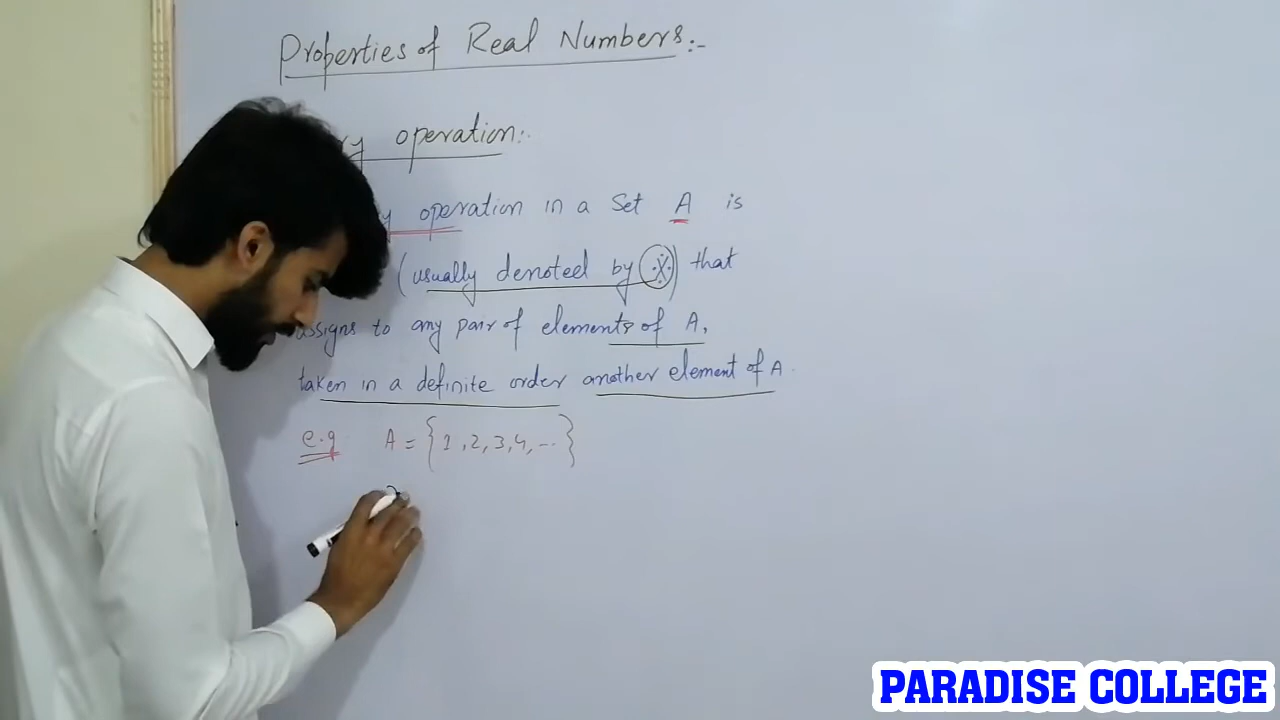 Properties of Real Numbers:-
ry operation:-
y operation in a Set A is
(usually denoted by *) that
assigns to any pair of elements of A,
taken in a definite order another element of A.
e.g A = {1,2,3,4,...}
PARADISE COLLEGE